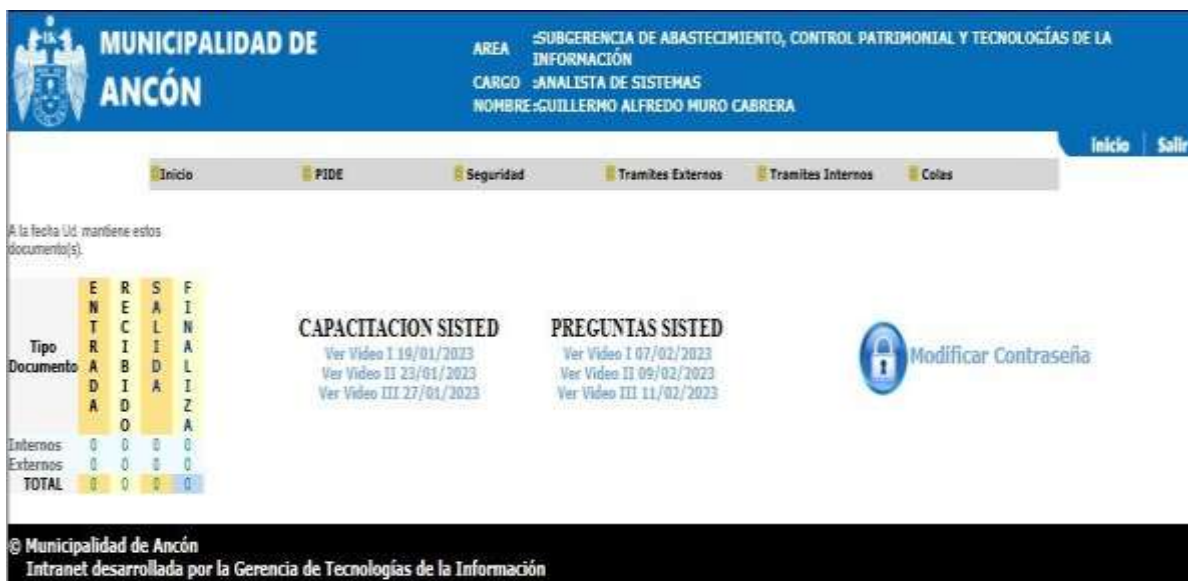 MUNICIPALIDAD DE
ANCÓN
AREA :SUBGERENCIA DE ABASTECIMIENTO, CONTROL PATRIMONIAL Y TECNOLOGÍAS DE LA
INFORMACIÓN
CARGO :ANALISTA DE SISTEMAS
NOMBRE:GUILLERMO ALFREDO MURO CABRERA
Inicio Salir
Inicio PIDE Seguridad Tramites Externos Tramites Internos Colas
A la fecha Ud. mantiene estos
documento(s).
Tipo
Documento
ENTRADA
RECIBIDO
SALIDA
FINALIZA
Internos 0 0 0 0
Externos 0 0 0 0
TOTAL 0 0 0 0
CAPACITACION SISTED
Ver Video I 19/01/2023
Ver Video II 23/01/2023
Ver Video III 27/01/2023
PREGUNTAS SISTED
Ver Video I 07/02/2023
Ver Video II 09/02/2023
Ver Video III 11/02/2023
Modificar Contraseña
© Municipalidad de Ancón
Intranet desarrollada por la Gerencia de Tecnologías de la Información